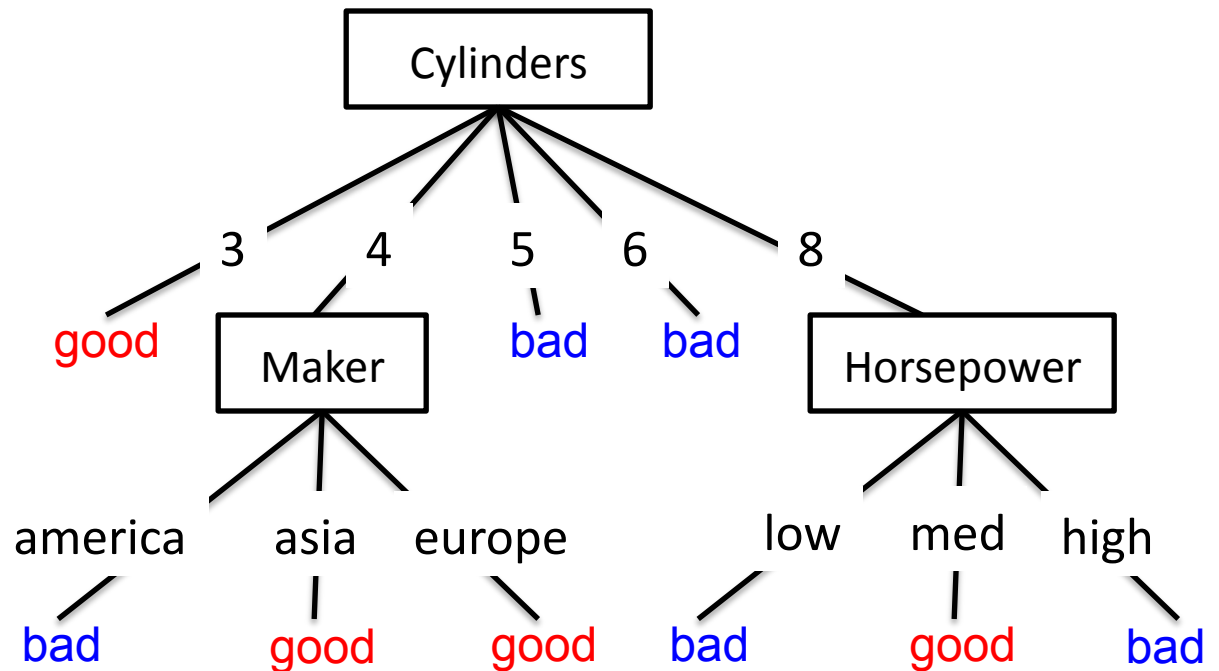 Cylinders
3 4 5 6 8
good Maker bad bad Horsepower
america asia europe low med high
bad good good bad good bad